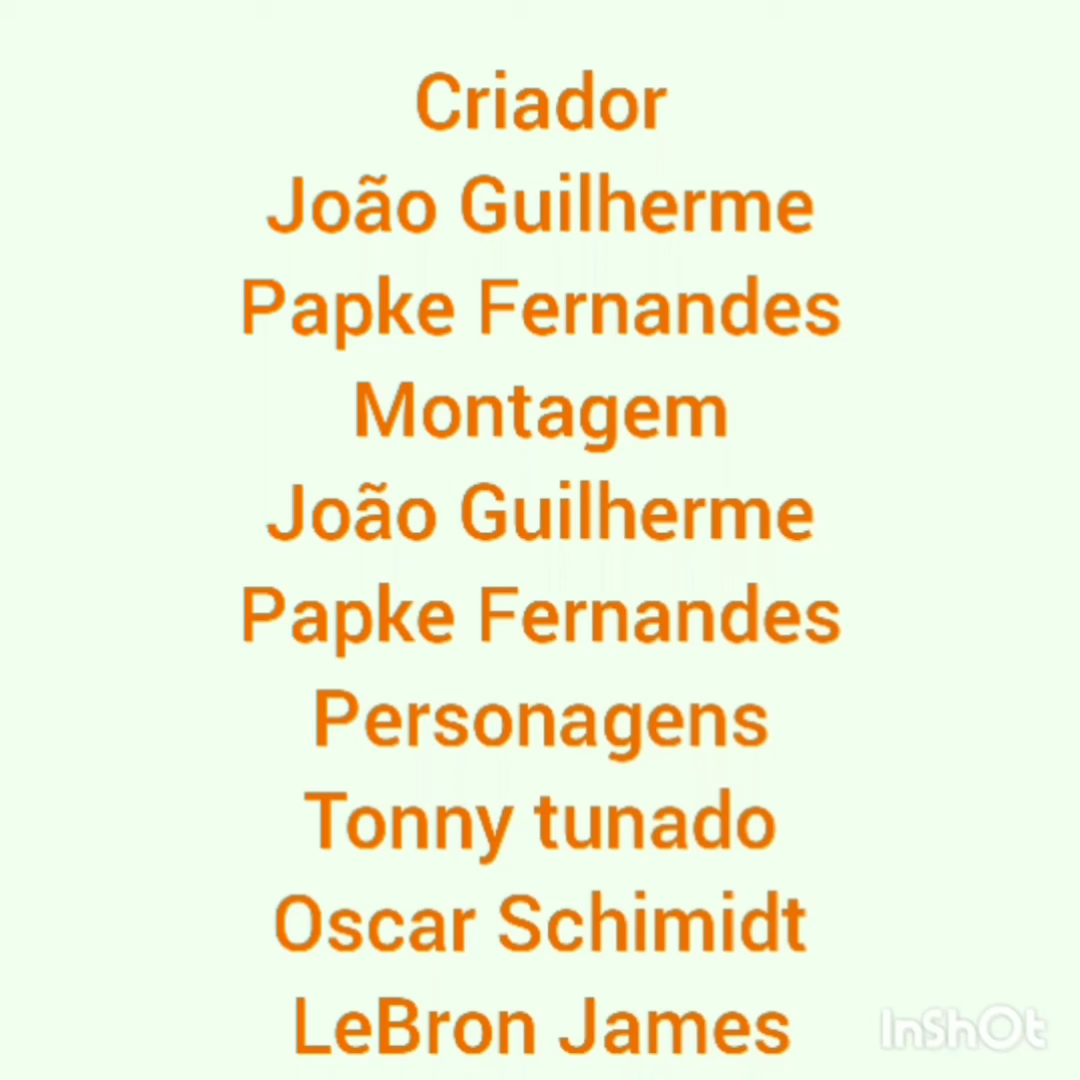 Criador
João Guilherme
Papke Fernandes
Montagem
João Guilherme
Papke Fernandes
Personagens
Tonny tunado
Oscar Schimidt
LeBron James
InShOt